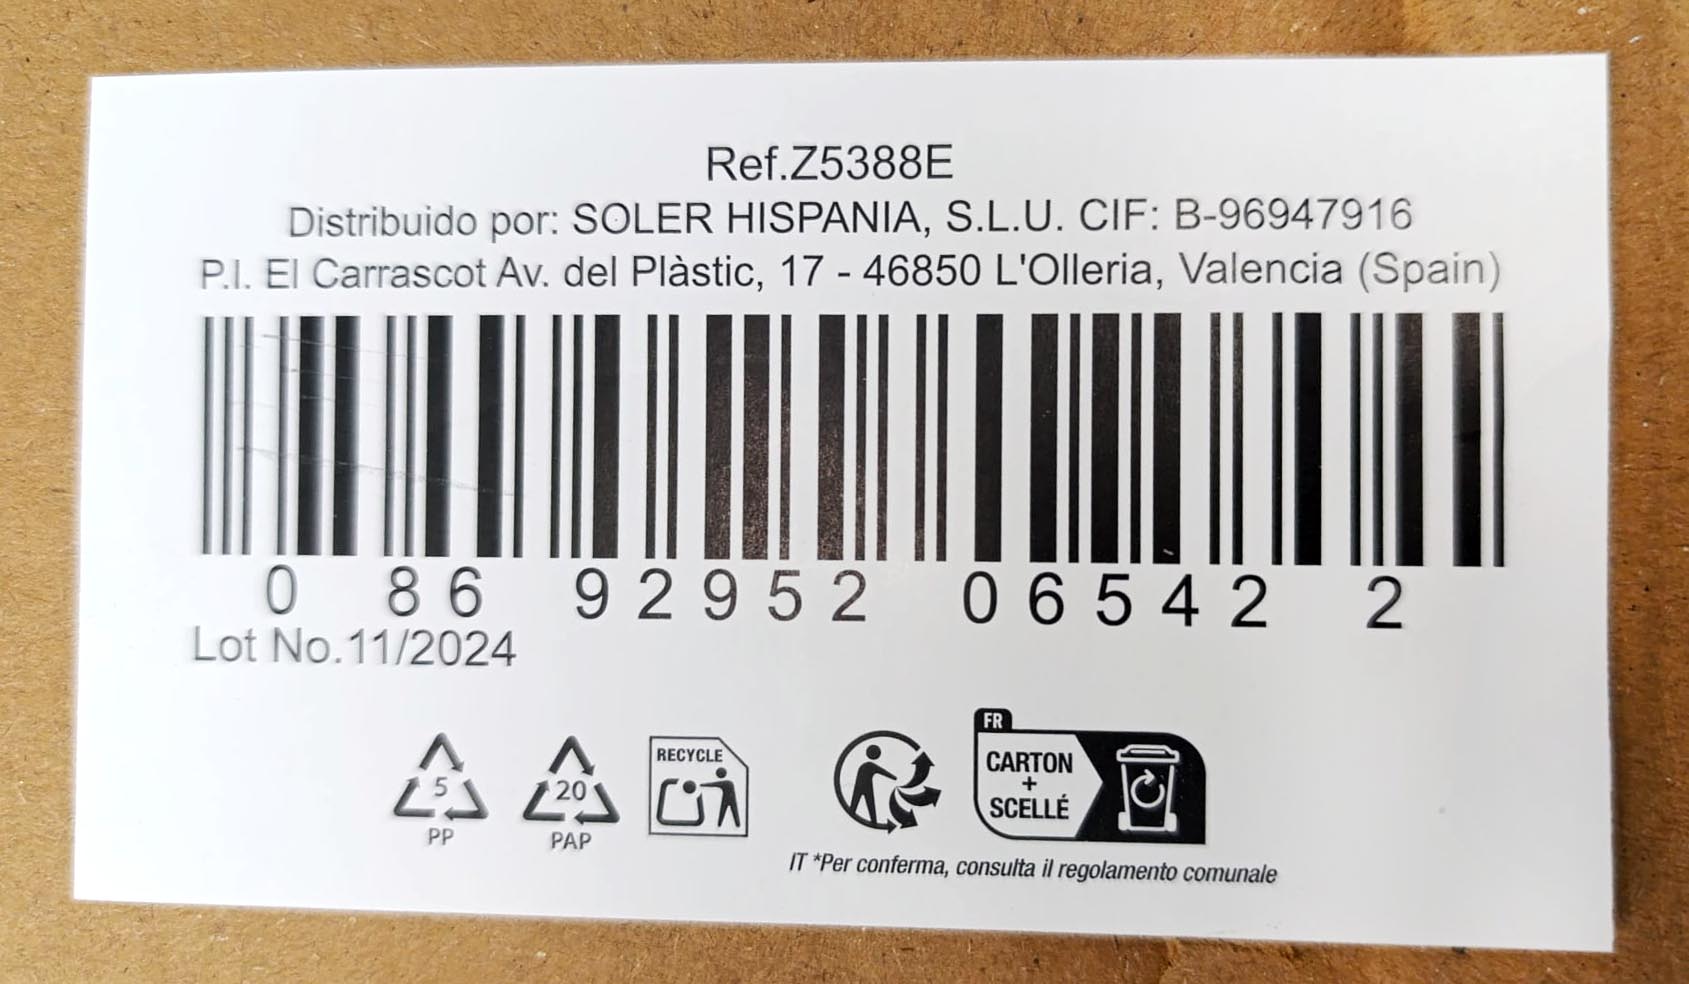 Ref.Z5388E
Distribuido por: SOLER HISPANIA, S.L.U. CIF: B-96947916
P.I. El Carrascot Av. del Plàstic, 17 - 46850 L'Olleria, Valencia (Spain)
0 86 92952 06542 2
Lot No.11/2024
5
PP
20
PAP
RECYCLE
FR
CARTON
+
SCELLÉ
IT *Per conferma, consulta il regolamento comunale